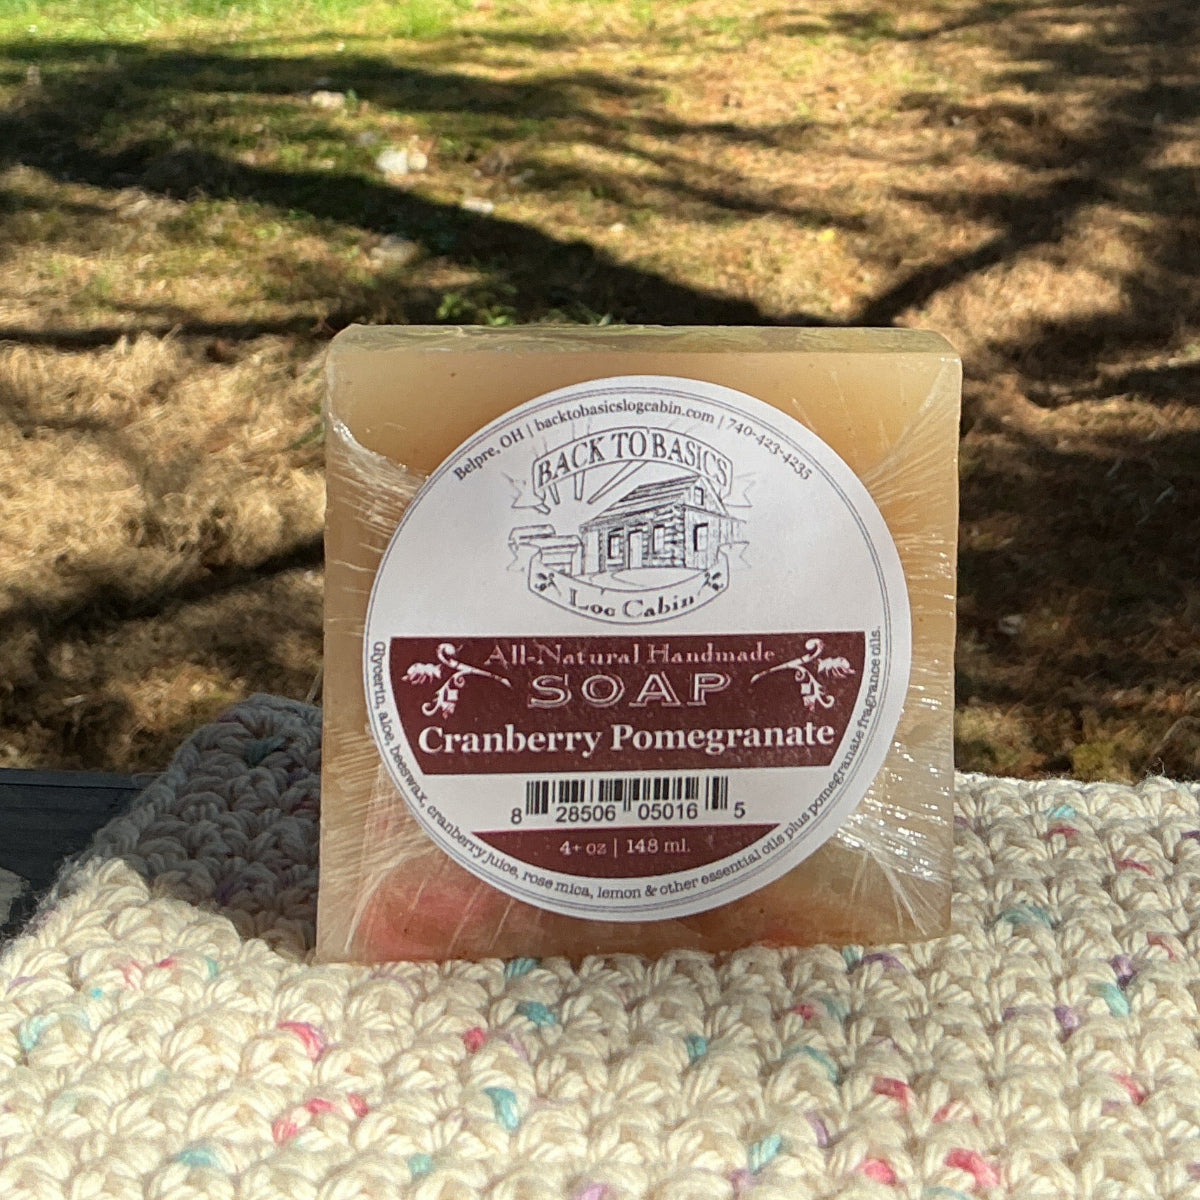 Belpre, OH | backtobasicslogcabin.com | 740-423-4235
BACK TO BASICS
Log Cabin
All-Natural Handmade
SOAP
Cranberry Pomegranate
8 28506 05016 5
4+ oz | 148 ml.
Glycerin, aloe, beeswax, cranberry juice, rose mica, lemon & other essential oils plus pomegranate fragrance oils.